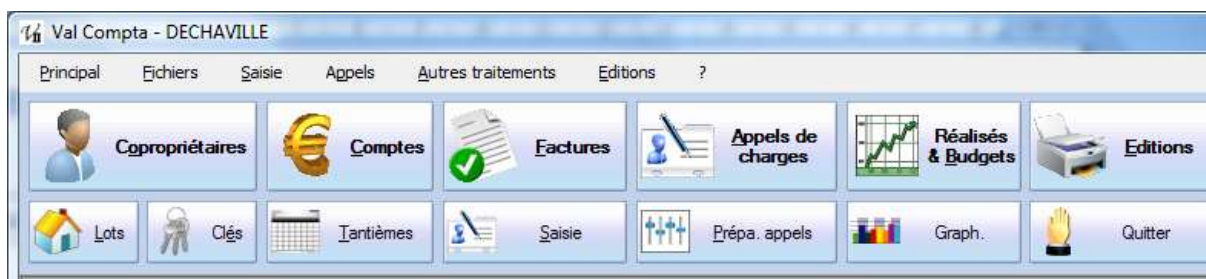 Val Compta - DECHAVILLE
Principal Fichiers Saisie Appels Autres traitements Editions ?
Copropriétaires Comptes Factures Appels de charges Réalisés & Budgets Editions
Lots Clés Tantièmes Saisie Prépa. appels Graph. Quitter